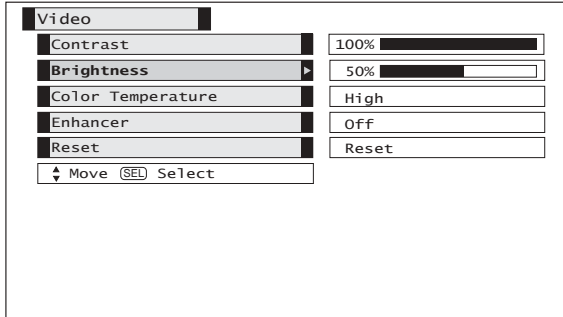 Video
Contrast 100%
Brightness 50%
Color Temperature High
Enhancer Off
Reset Reset
Move SEL Select